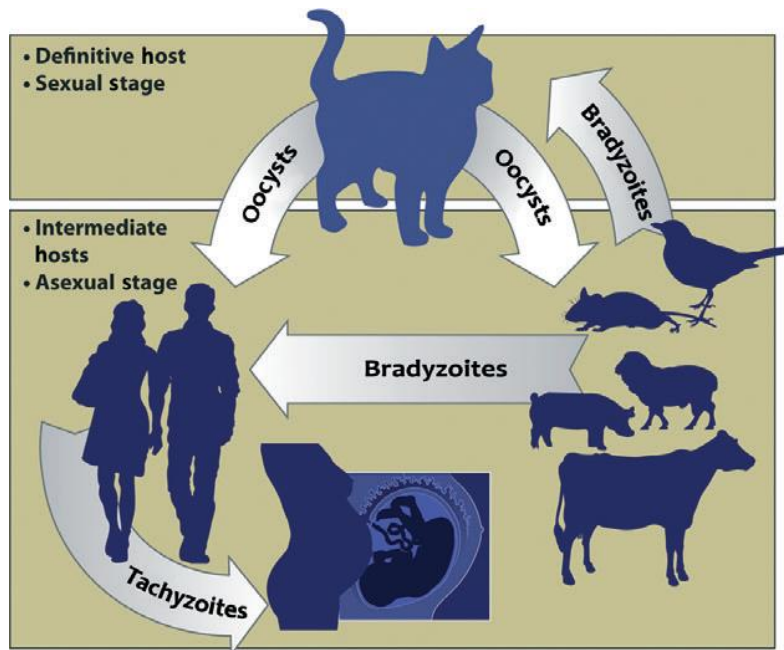 • Definitive host
• Sexual stage
Oocysts
Oocysts
Bradyzoites
• Intermediate
hosts
• Asexual stage
Bradyzoites
Tachyzoites